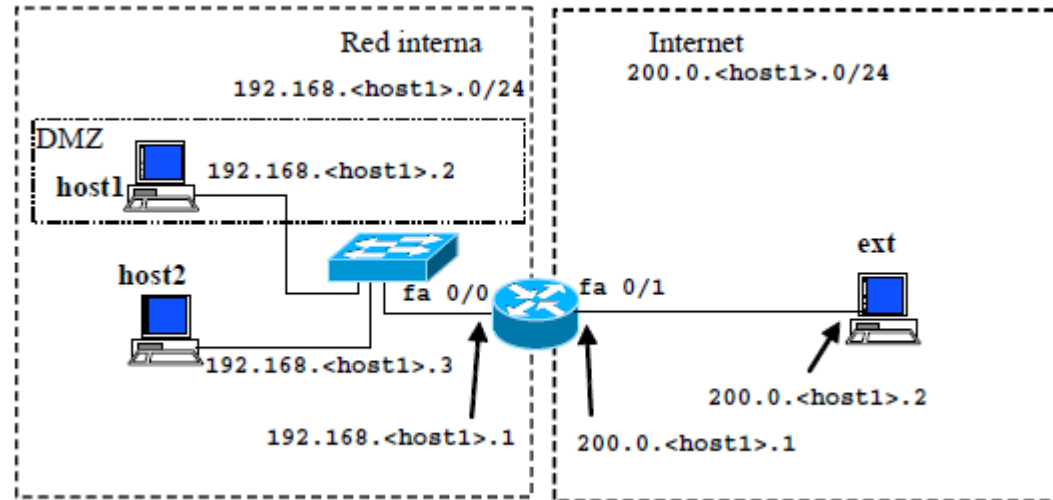 Red interna
192.168.<host1>.0/24
DMZ
192.168.<host1>.2
host1
host2
fa 0/0
192.168.<host1>.3
192.168.<host1>.1
Internet
200.0.<host1>.0/24
ext
fa 0/1
200.0.<host1>.2
200.0.<host1>.1